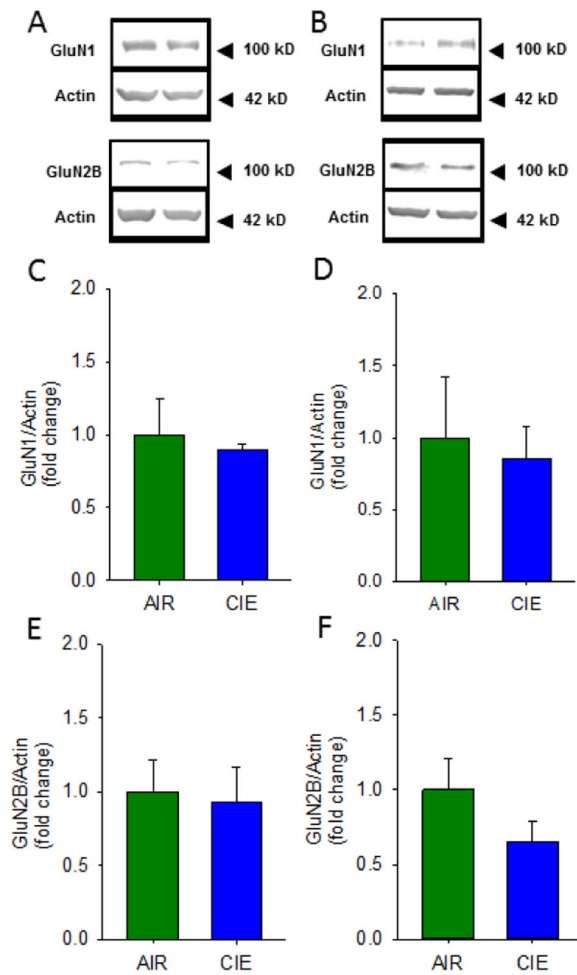 A
GluN1 ◄ 100 kD
Actin ◄ 42 kD
GluN2B ◄ 100 kD
Actin ◄ 42 kD
B
GluN1 ◄ 100 kD
Actin ◄ 42 kD
GluN2B ◄ 100 kD
Actin ◄ 42 kD
C
GluN1/Actin
(fold change)
2.0
1.5
1.0
0.5
0.0
AIR CIE
D
GluN1/Actin
(fold change)
2.0
1.5
1.0
0.5
0.0
AIR CIE
E
GluN2B/Actin
(fold change)
2.0
1.5
1.0
0.5
0.0
AIR CIE
F
GluN2B/Actin
(fold change)
2.0
1.5
1.0
0.5
0.0
AIR CIE